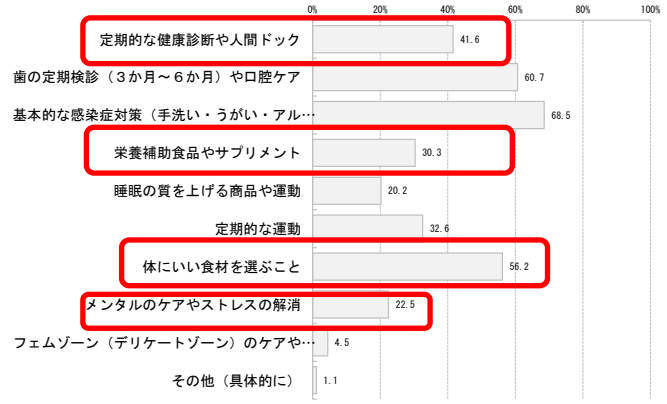 0% 20% 40% 60% 80% 100%
定期的な健康診断や人間ドック 41.6
歯の定期検診（３か月～６か月）や口腔ケア 60.7
基本的な感染症対策（手洗い・うがい・アル… 68.5
栄養補助食品やサプリメント 30.3
睡眠の質を上げる商品や運動 20.2
定期的な運動 32.6
体にいい食材を選ぶこと 56.2
メンタルのケアやストレスの解消 22.5
フェムゾーン（デリケートゾーン）のケアや… 4.5
その他（具体的に） 1.1